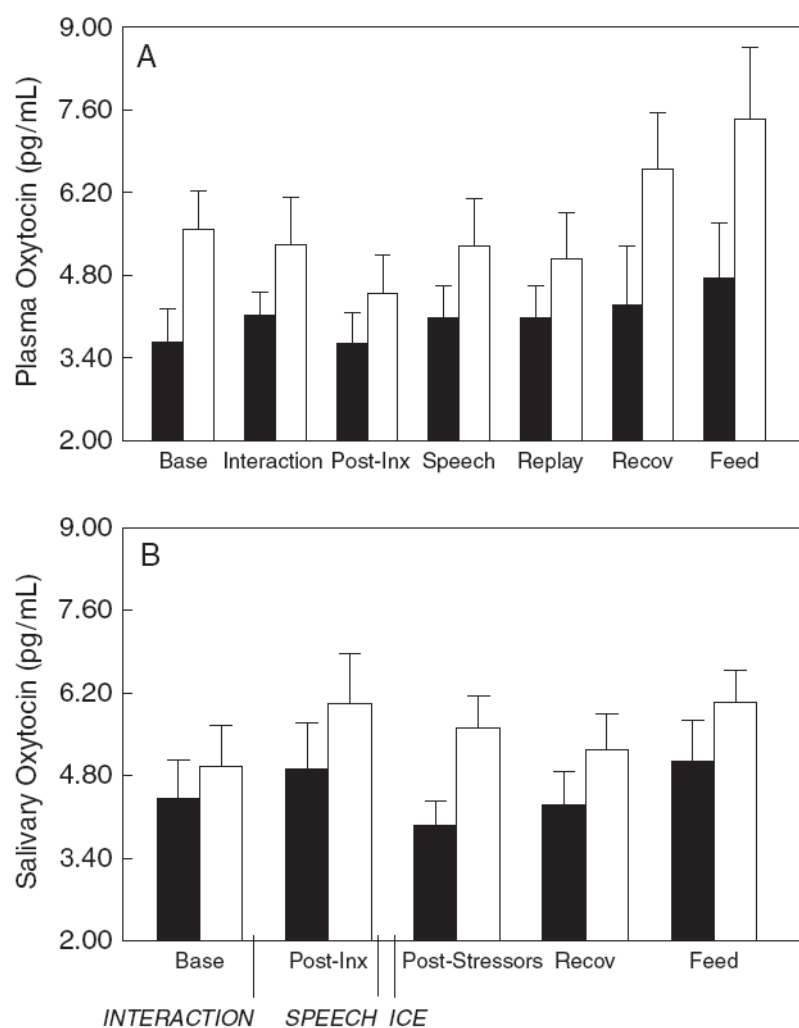 A
Plasma Oxytocin (pg/mL)
9.00
7.60
6.20
4.80
3.40
2.00
Base Interaction Post-Inx Speech Replay Recov Feed
B
Salivary Oxytocin (pg/mL)
9.00
7.60
6.20
4.80
3.40
2.00
Base Post-Inx Post-Stressors Recov Feed
INTERACTION SPEECH ICE